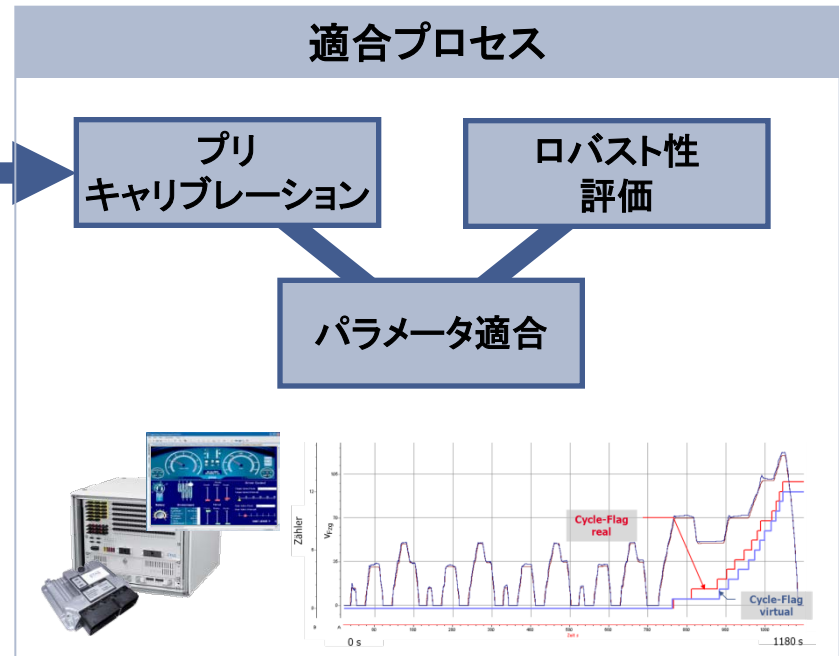 適合プロセス
プリ
キャリブレーション
ロバスト性
評価
パラメータ適合
Zähler
V_Fzg
Cycle-Flag
real
Cycle-Flag
virtual
0 s
1180 s